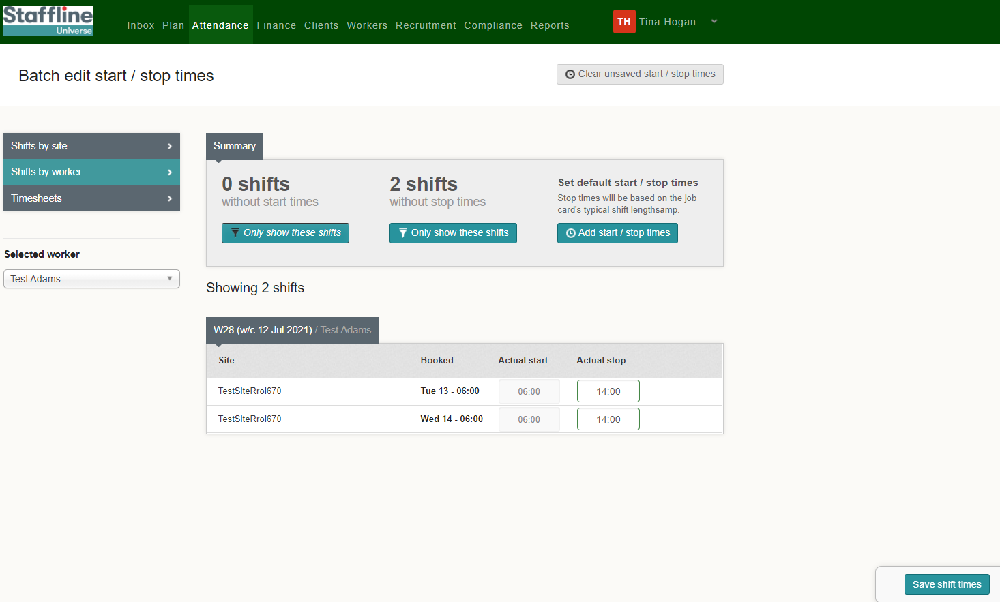 Staffline
Universe
Inbox Plan Attendance Finance Clients Workers Recruitment Compliance Reports
TH Tina Hogan
Batch edit start / stop times
Clear unsaved start / stop times
Shifts by site
Shifts by worker
Timesheets
Selected worker
Test Adams
Summary
0 shifts
without start times
Only show these shifts
2 shifts
without stop times
Only show these shifts
Set default start / stop times
Stop times will be based on the job
card's typical shift lengthsamp.
Add start / stop times
Showing 2 shifts
W28 (w/c 12 Jul 2021) / Test Adams
Site Booked Actual start Actual stop
TestSiteRrol670 Tue 13 - 06:00 06:00 14:00
TestSiteRrol670 Wed 14 - 06:00 06:00 14:00
Save shift times